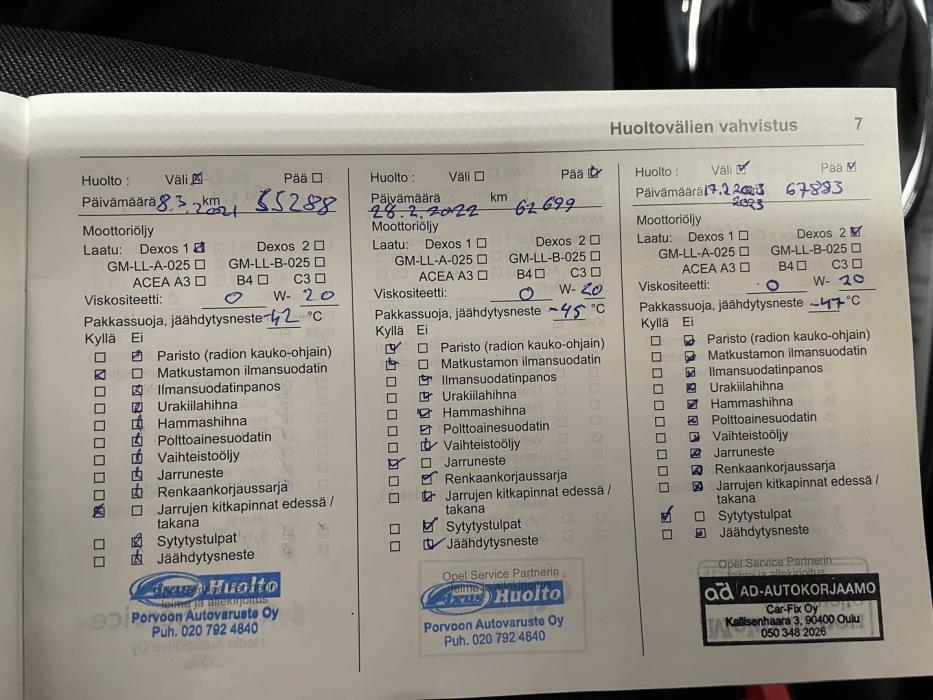 Huoltovälien vahvistus 7
Huolto : Väli ☒ Pää ☐
Päivämäärä 8.3.2021 km 55288
Moottoriöljy
Laatu: Dexos 1 ☑ Dexos 2 ☐
GM-LL-A-025 ☐ GM-LL-B-025 ☐
ACEA A3 ☐ B4 ☐ C3 ☐
Viskositeetti: 0 W- 20
Pakkassuoja, jäähdytysneste -42 °C
Kyllä Ei
☐ ☑ Paristo (radion kauko-ohjain)
☑ ☐ Matkustamon ilmansuodatin
☐ ☑ Ilmansuodatinpanos
☐ ☑ Urakiilahihna
☐ ☑ Hammashihna
☐ ☑ Polttoainesuodatin
☐ ☑ Vaihteistoöljy
☐ ☑ Jarruneste
☐ ☑ Renkaankorjaussarja
☑ ☐ Jarrujen kitkapinnat edessä /
takana
☐ ☑ Sytytystulpat
☐ ☑ Jäähdytysneste
Huolto
Porvoon Autovaruste Oy
Puh. 020 792 4840
Huolto : Väli ☐ Pää ☑
Päivämäärä km
28.2.2022 62699
Moottoriöljy
Laatu: Dexos 1 ☐ Dexos 2 ☐
GM-LL-A-025 ☐ GM-LL-B-025 ☐
ACEA A3 ☐ B4 ☐ C3 ☐
Viskositeetti: 0 W- 20
Pakkassuoja, jäähdytysneste -45 °C
Kyllä Ei
☑ ☐ Paristo (radion kauko-ohjain)
☑ ☐ Matkustamon ilmansuodatin
☐ ☑ Ilmansuodatinpanos
☐ ☑ Urakiilahihna
☐ ☑ Hammashihna
☐ ☑ Polttoainesuodatin
☐ ☑ Vaihteistoöljy
☑ ☐ Jarruneste
☐ ☑ Renkaankorjaussarja
☐ ☑ Jarrujen kitkapinnat edessä /
takana
☐ ☑ Sytytystulpat
☐ ☑ Jäähdytysneste
Opel Service Partnerin
leima ja allekirjoitus
Huolto
Porvoon Autovaruste Oy
Puh. 020 792 4840
Huolto : Väli ☑ Pää ☑
Päivämäärä 17.2 2023 67893
2023
Moottoriöljy
Laatu: Dexos 1 ☐ Dexos 2 ☑
GM-LL-A-025 ☐ GM-LL-B-025 ☐
ACEA A3 ☐ B4 ☐ C3 ☐
Viskositeetti: 0 W- 20
Pakkassuoja, jäähdytysneste -47 °C
Kyllä Ei
☐ ☑ Paristo (radion kauko-ohjain)
☐ ☑ Matkustamon ilmansuodatin
☐ ☑ Ilmansuodatinpanos
☐ ☑ Urakiilahihna
☐ ☑ Hammashihna
☐ ☑ Polttoainesuodatin
☐ ☑ Vaihteistoöljy
☐ ☑ Jarruneste
☐ ☑ Renkaankorjaussarja
☐ ☒ Jarrujen kitkapinnat edessä /
takana
☑ ☐ Sytytystulpat
☐ ☑ Jäähdytysneste
Opel Service Partnerin
leima ja allekirjoitus
ad AD-AUTOKORJAAMO
Car-Fix Oy
Kallisenhaara 3, 90400 Oulu
050 348 2026